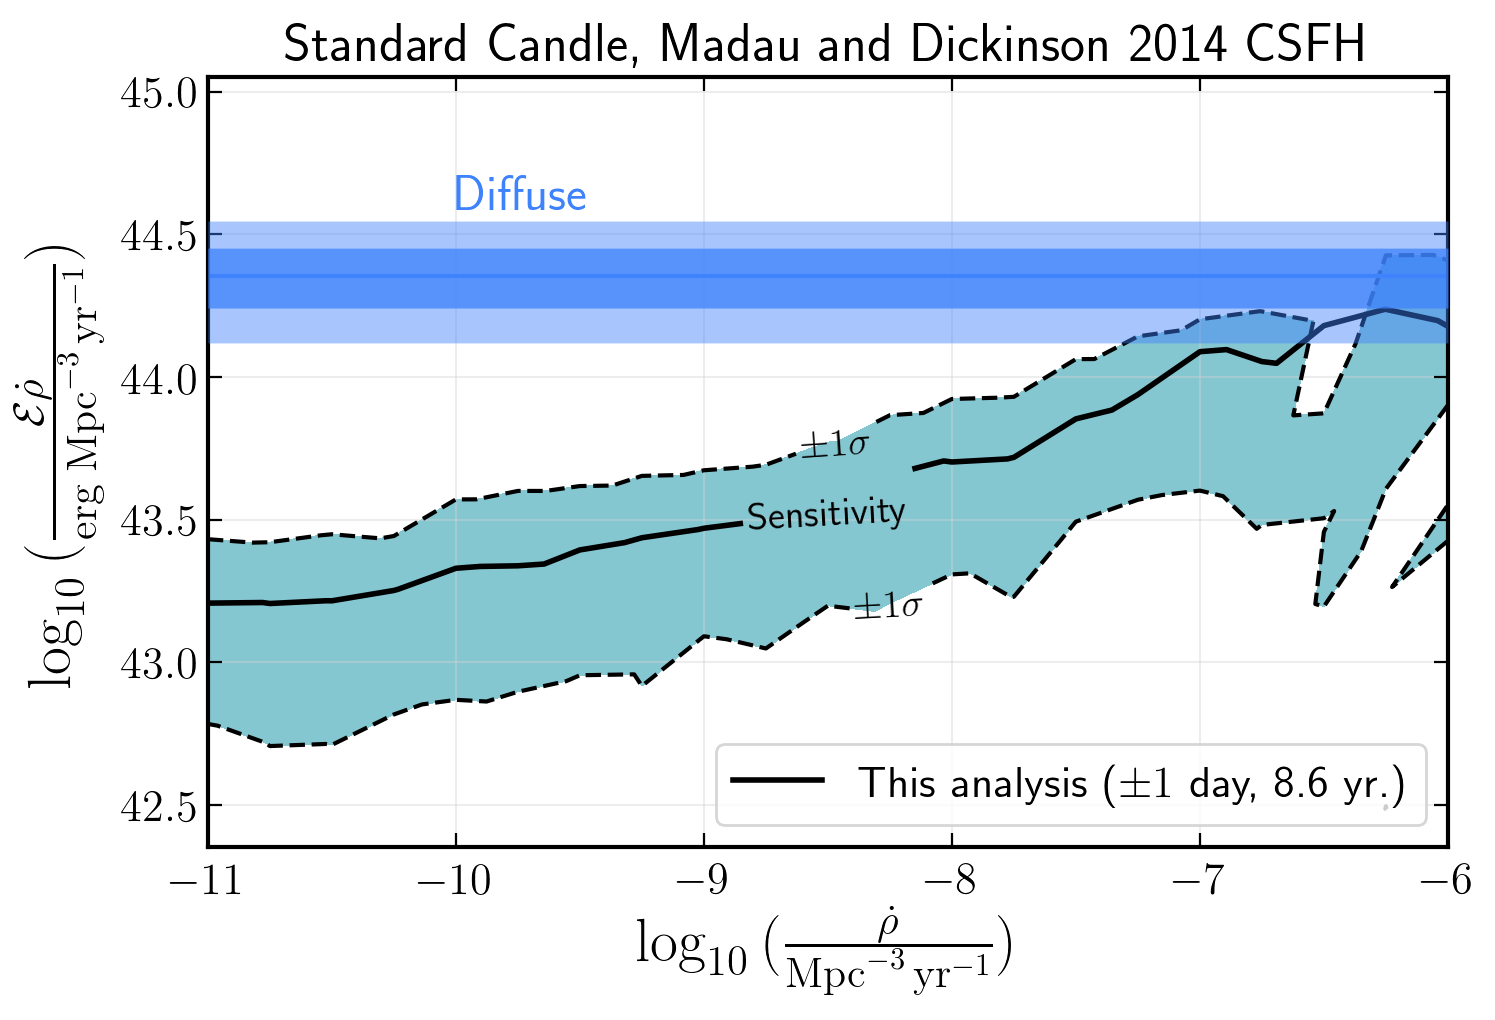 Standard Candle, Madau and Dickinson 2014 CSFH
log₁₀ (ℰρ̇ / erg Mpc⁻³ yr⁻¹)
45.0
44.5
44.0
43.5
43.0
42.5
Diffuse
±1σ
Sensitivity
±1σ
This analysis (±1 day, 8.6 yr.)
−11 −10 −9 −8 −7 −6
log₁₀ (ρ̇ / Mpc⁻³ yr⁻¹)